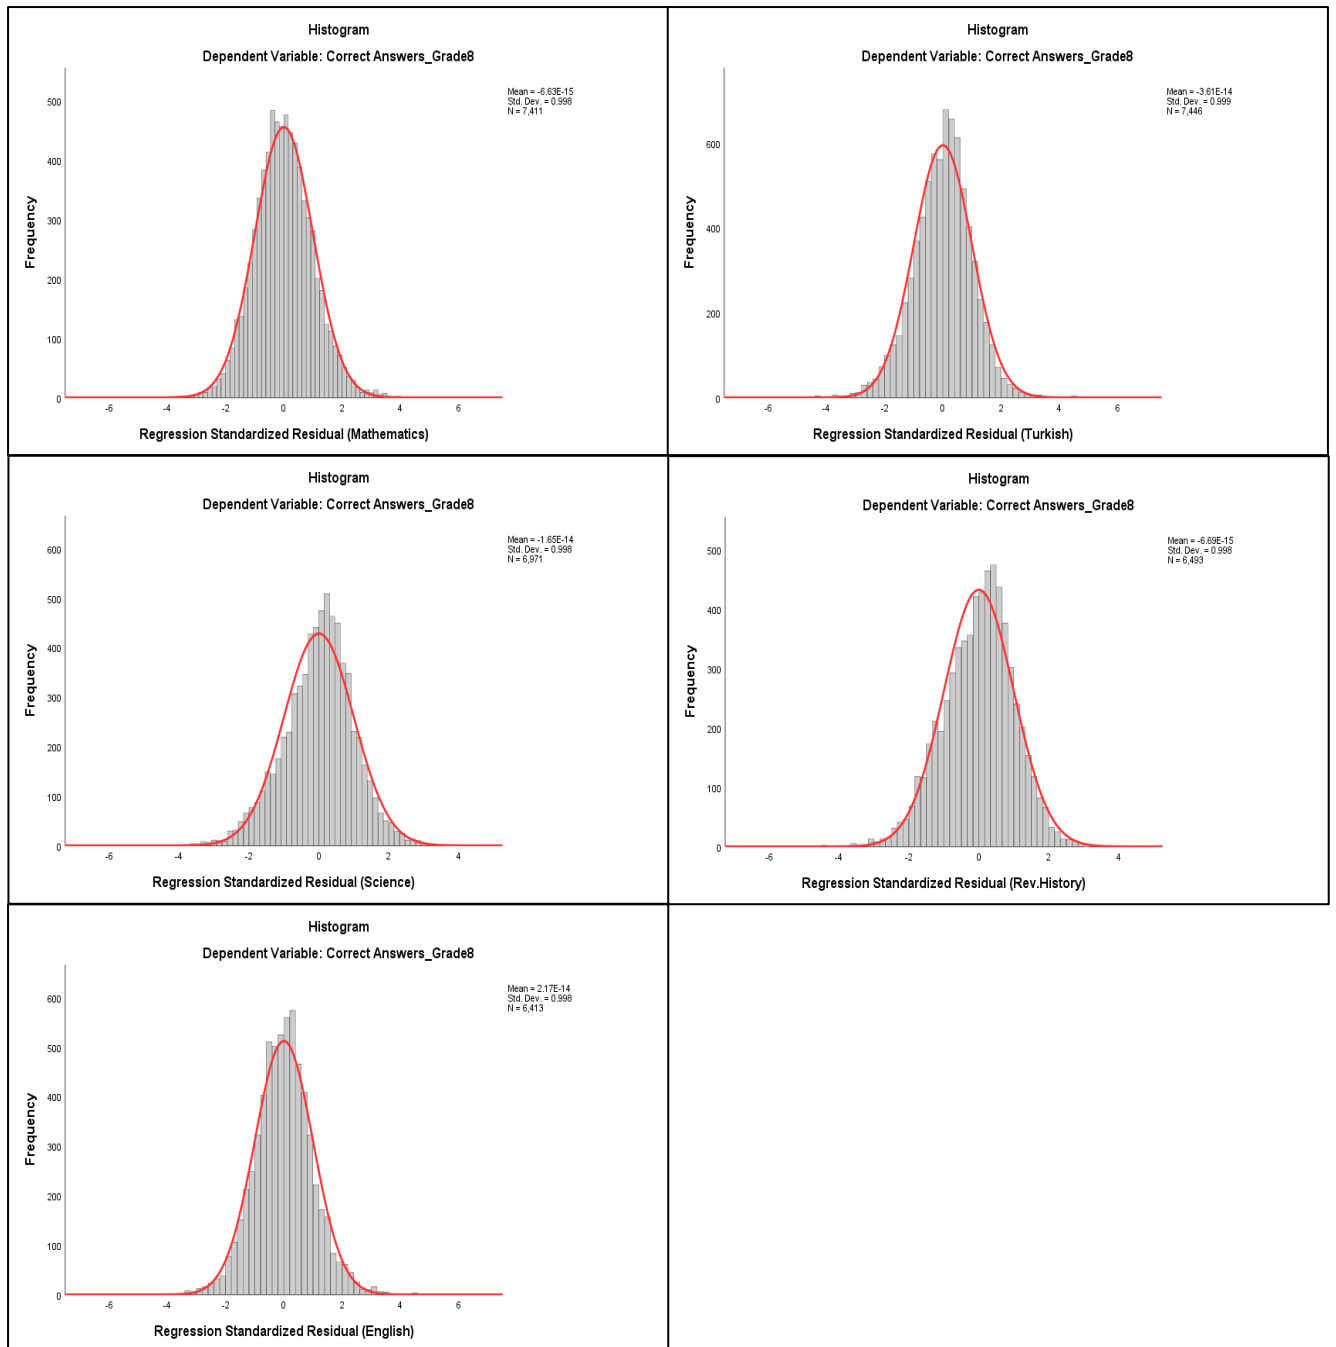 Histogram
Dependent Variable: Correct Answers_Grade8
Mean = -6.63E-15
Std. Dev. = 0.998
N = 7,411
Frequency
500
400
300
200
100
0
-6 -4 -2 0 2 4 6
Regression Standardized Residual (Mathematics)
Histogram
Dependent Variable: Correct Answers_Grade8
Mean = -3.61E-14
Std. Dev. = 0.999
N = 7,446
Frequency
600
400
200
0
-6 -4 -2 0 2 4 6
Regression Standardized Residual (Turkish)
Histogram
Dependent Variable: Correct Answers_Grade8
Mean = -1.65E-14
Std. Dev. = 0.998
N = 6,971
Frequency
600
500
400
300
200
100
0
-6 -4 -2 0 2 4
Regression Standardized Residual (Science)
Histogram
Dependent Variable: Correct Answers_Grade8
Mean = -6.69E-15
Std. Dev. = 0.998
N = 6,493
Frequency
500
400
300
200
100
0
-6 -4 -2 0 2 4
Regression Standardized Residual (Rev.History)
Histogram
Dependent Variable: Correct Answers_Grade8
Mean = 2.17E-14
Std. Dev. = 0.998
N = 6,413
Frequency
600
500
400
300
200
100
0
-6 -4 -2 0 2 4 6
Regression Standardized Residual (English)